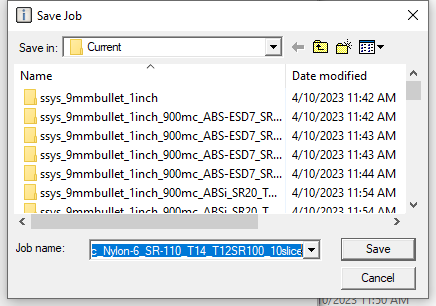 Save Job
Save in: Current
Name Date modified
ssys_9mmbullet_1inch 4/10/2023 11:42 AM
ssys_9mmbullet_1inch_900mc_ABS-ESD7_SR... 4/10/2023 11:42 AM
ssys_9mmbullet_1inch_900mc_ABS-ESD7_SR... 4/10/2023 11:43 AM
ssys_9mmbullet_1inch_900mc_ABS-ESD7_SR... 4/10/2023 11:43 AM
ssys_9mmbullet_1inch_900mc_ABS-ESD7_SR... 4/10/2023 11:44 AM
ssys_9mmbullet_1inch_900mc_ABSi_SR20_T... 4/10/2023 11:54 AM
ssys_9mmbullet_1inch_900mc_ABSi_SR20_T... 4/10/2023 11:54 AM
Job name: c_Nylon-6_SR-110_T14_T12SR100_10slice Save
Cancel
10/2023 11:50 AM